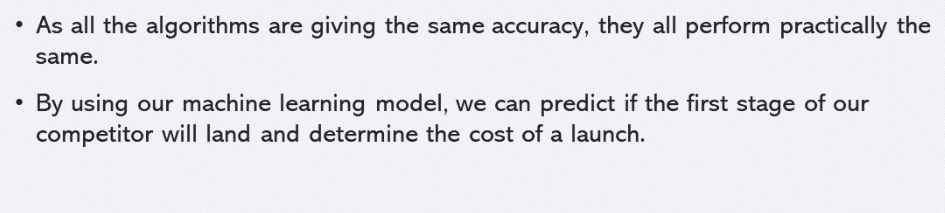 • As all the algorithms are giving the same accuracy, they all perform practically the
same.
• By using our machine learning model, we can predict if the first stage of our
competitor will land and determine the cost of a launch.